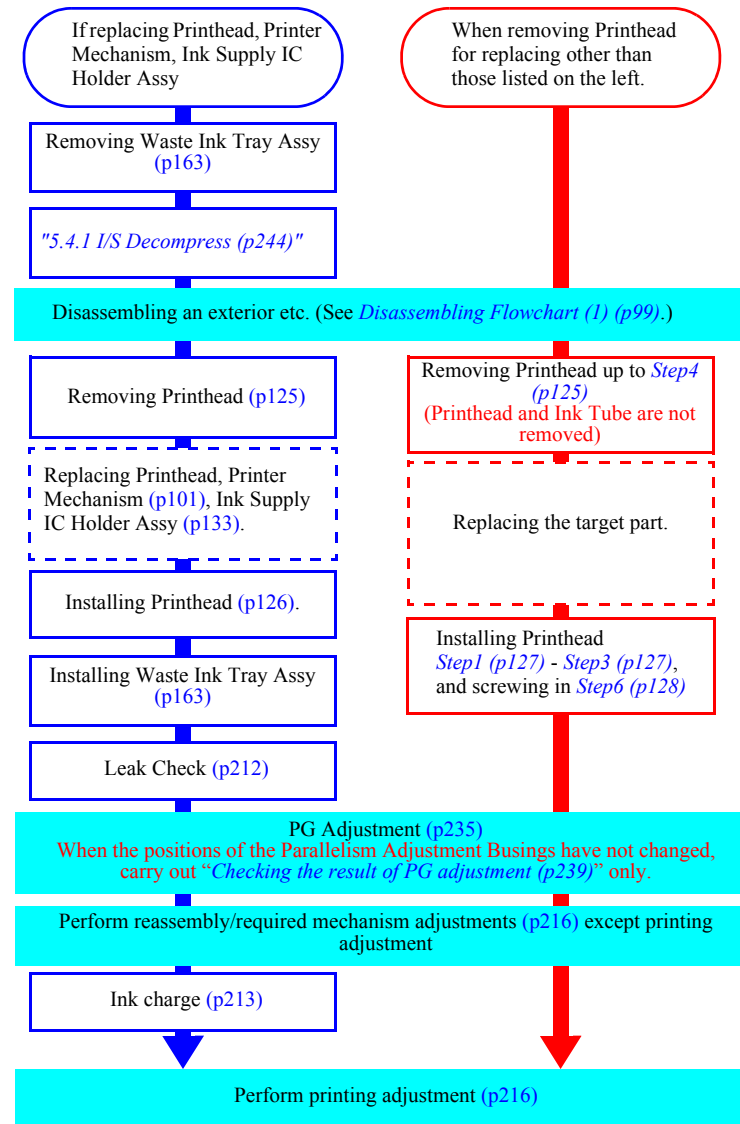 If replacing Printhead, Printer
Mechanism, Ink Supply IC
Holder Assy
When removing Printhead
for replacing other than
those listed on the left.
Removing Waste Ink Tray Assy
(p163)
"5.4.1 I/S Decompress (p244)"
Disassembling an exterior etc. (See Disassembling Flowchart (1) (p99).)
Removing Printhead (p125)
Removing Printhead up to Step4
(p125)
(Printhead and Ink Tube are not
removed)
Replacing Printhead, Printer
Mechanism (p101), Ink Supply
IC Holder Assy (p133).
Replacing the target part.
Installing Printhead (p126).
Installing Printhead
Step1 (p127) - Step3 (p127),
and screwing in Step6 (p128)
Installing Waste Ink Tray Assy
(p163)
Leak Check (p212)
PG Adjustment (p235)
When the positions of the Parallelism Adjustment Busings have not changed,
carry out “Checking the result of PG adjustment (p239)” only.
Perform reassembly/required mechanism adjustments (p216) except printing
adjustment
Ink charge (p213)
Perform printing adjustment (p216)